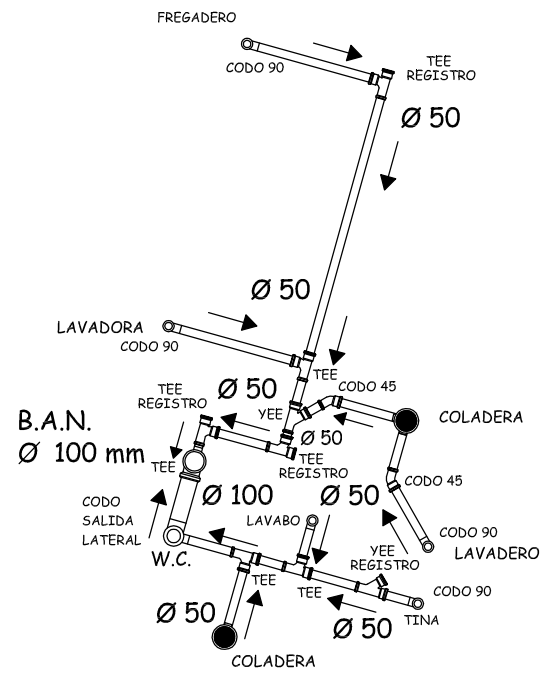 FREGADERO
CODO 90
TEE
REGISTRO
Ø 50
Ø 50
LAVADORA
CODO 90
TEE
Ø 50
CODO 45
TEE
REGISTRO
YEE
Ø 50
COLADERA
B.A.N.
Ø 100 mm
TEE
TEE
REGISTRO
CODO 45
CODO
SALIDA
LATERAL
Ø 100
Ø 50
LAVABO
CODO 90
LAVADERO
W.C.
YEE
REGISTRO
TEE
TEE
CODO 90
Ø 50
Ø 50
TINA
COLADERA